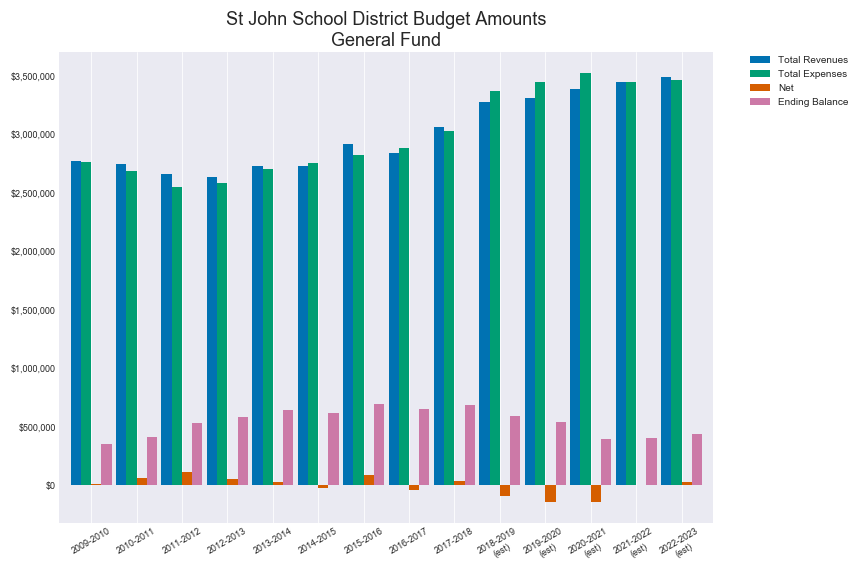 St John School District Budget Amounts
General Fund
Total Revenues
Total Expenses
Net
Ending Balance
$3,500,000
$3,000,000
$2,500,000
$2,000,000
$1,500,000
$1,000,000
$500,000
$0
2009-2010
2010-2011
2011-2012
2012-2013
2013-2014
2014-2015
2015-2016
2016-2017
2017-2018
2018-2019
(est)
2019-2020
(est)
2020-2021
(est)
2021-2022
(est)
2022-2023
(est)